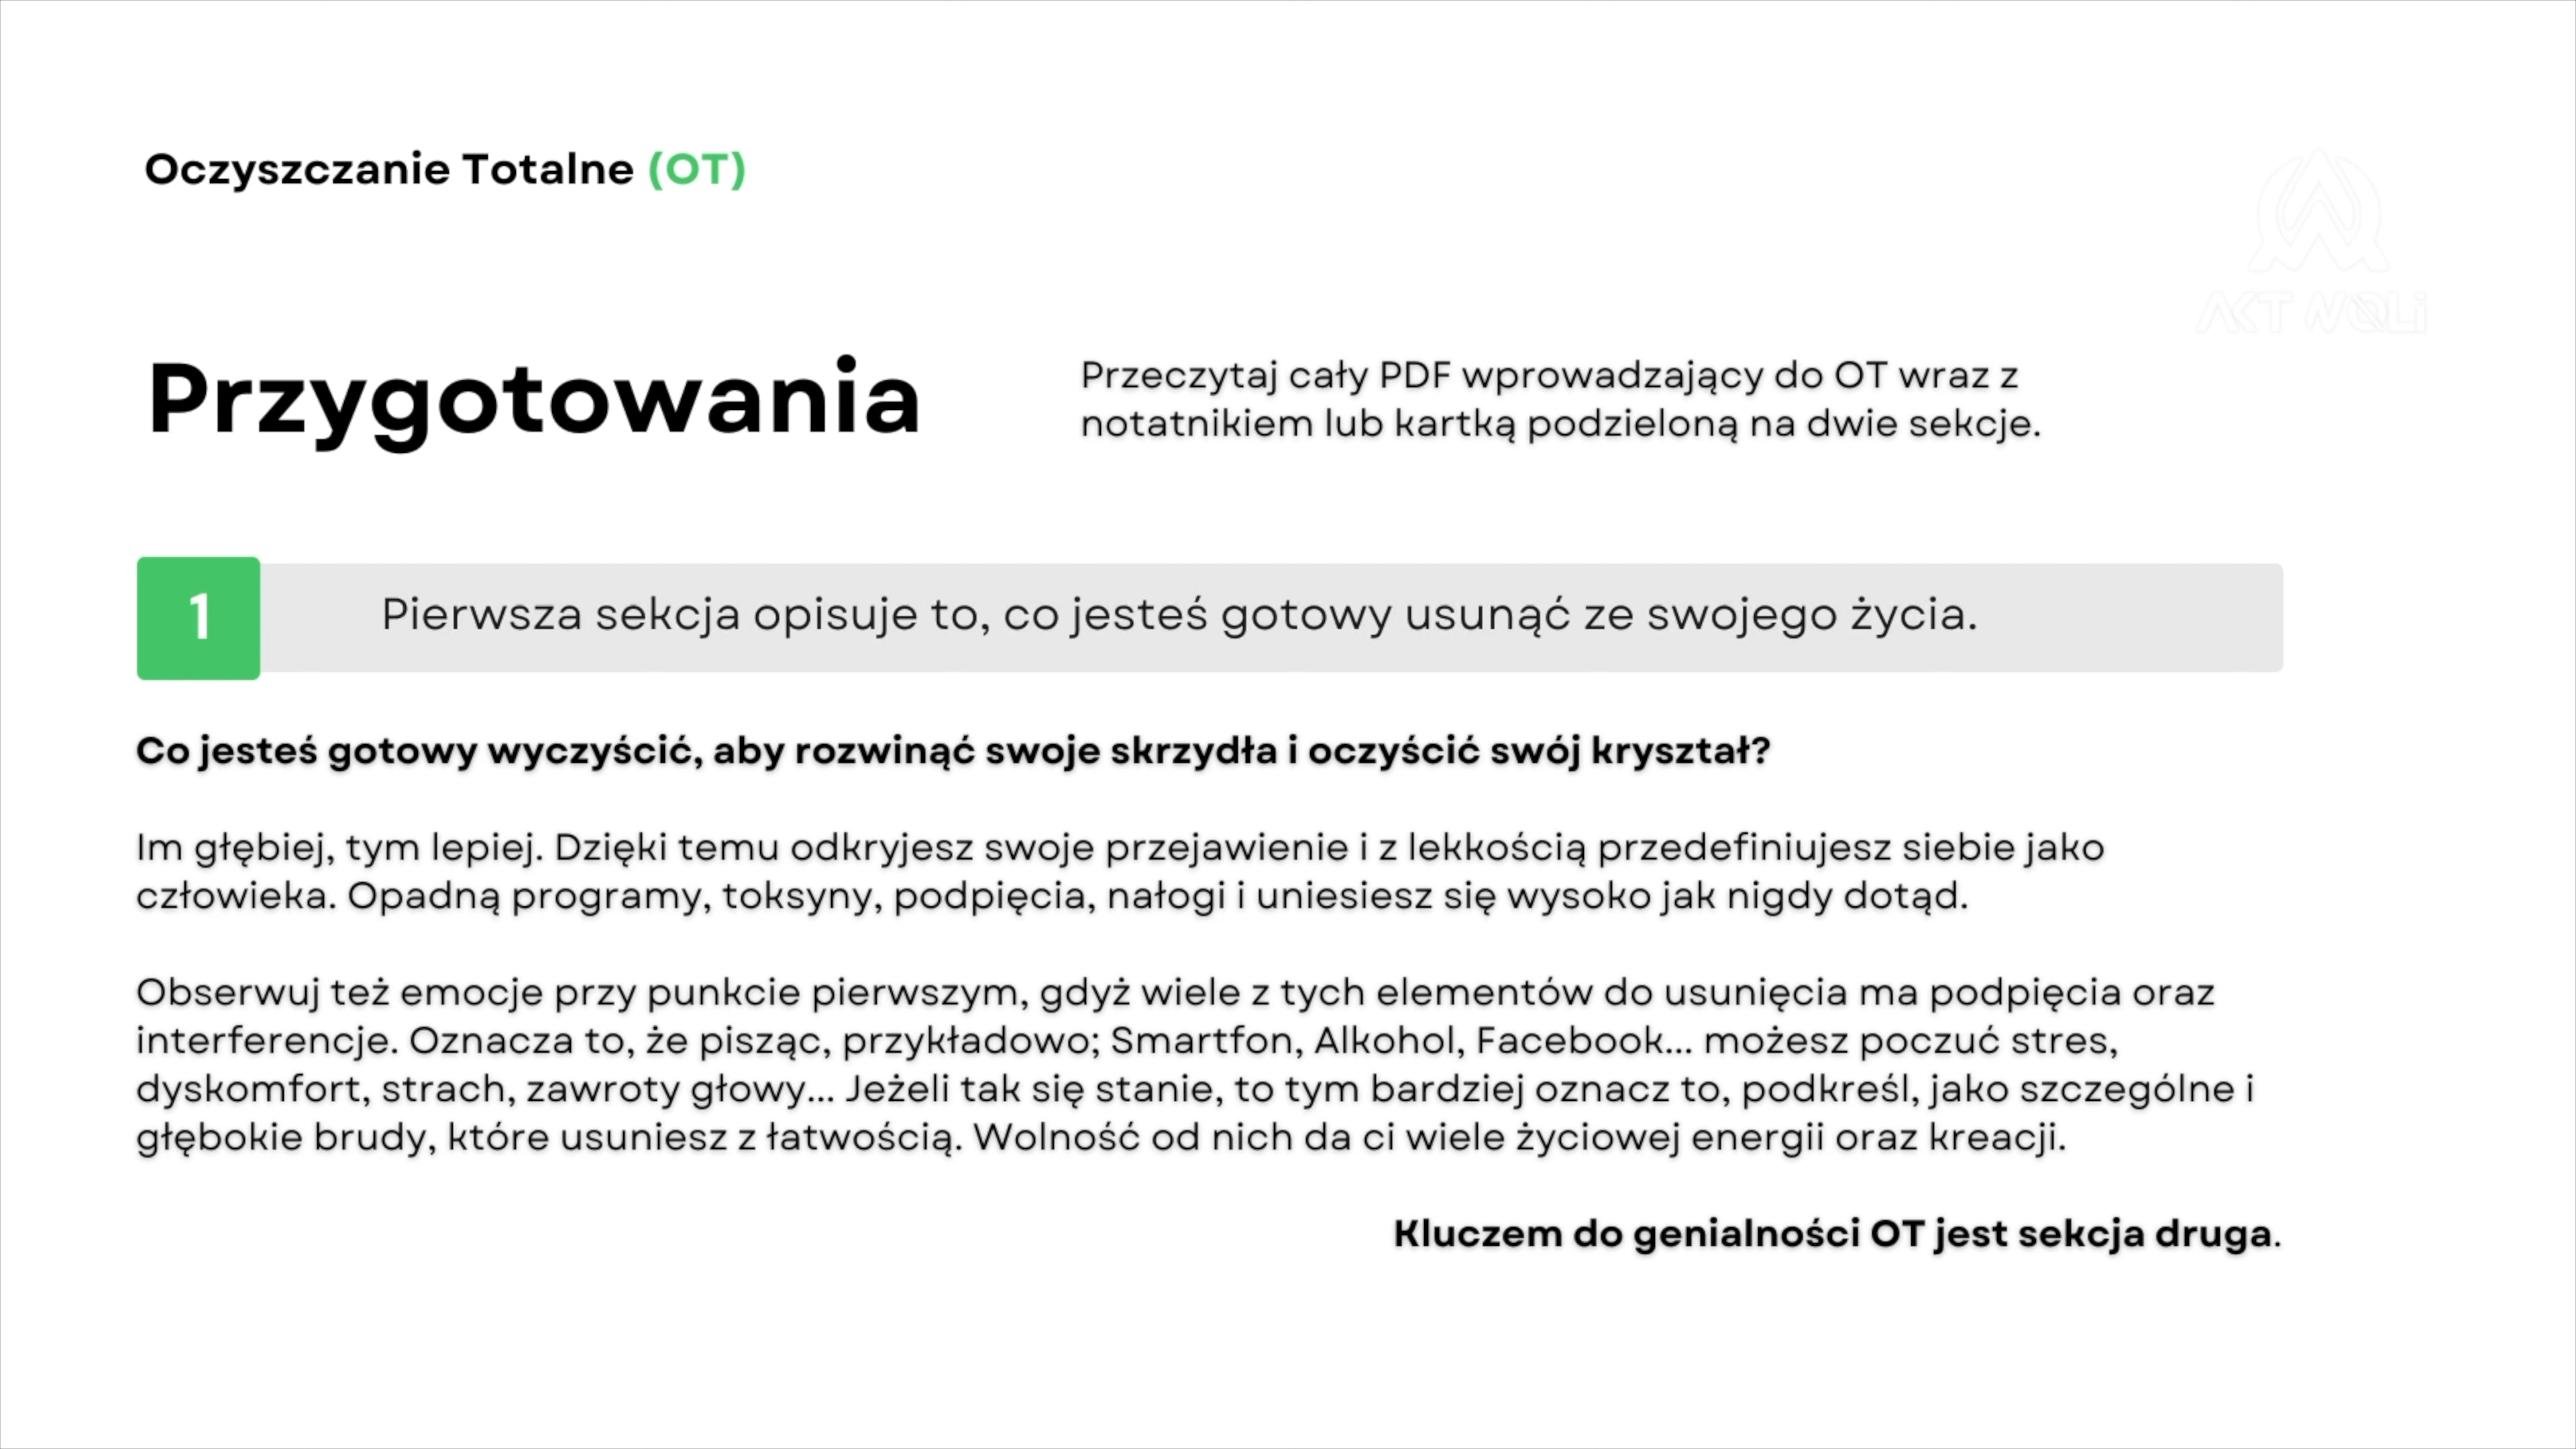 Oczyszczanie Totalne (OT)
AKT WOLi
Przygotowania
Przeczytaj cały PDF wprowadzający do OT wraz z
notatnikiem lub kartką podzieloną na dwie sekcje.
1
Pierwsza sekcja opisuje to, co jesteś gotowy usunąć ze swojego życia.
Co jesteś gotowy wyczyścić, aby rozwinąć swoje skrzydła i oczyścić swój kryształ?
Im głębiej, tym lepiej. Dzięki temu odkryjesz swoje przejawienie i z lekkością przedefiniujesz siebie jako
człowieka. Opadną programy, toksyny, podpięcia, nałogi i uniesiesz się wysoko jak nigdy dotąd.
Obserwuj też emocje przy punkcie pierwszym, gdyż wiele z tych elementów do usunięcia ma podpięcia oraz
interferencje. Oznacza to, że pisząc, przykładowo; Smartfon, Alkohol, Facebook... możesz poczuć stres,
dyskomfort, strach, zawroty głowy... Jeżeli tak się stanie, to tym bardziej oznacz to, podkreśl, jako szczególne i
głębokie brudy, które usuniesz z łatwością. Wolność od nich da ci wiele życiowej energii oraz kreacji.
Kluczem do genialności OT jest sekcja druga.